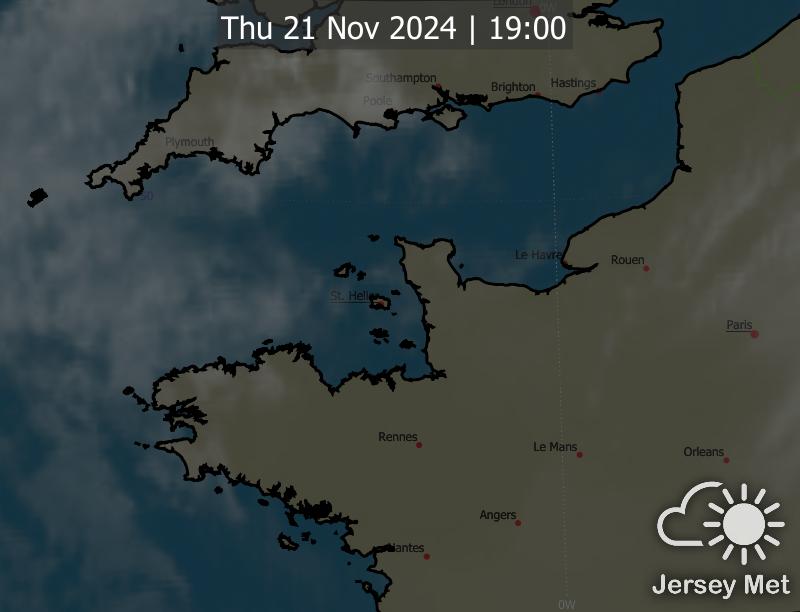 London
0W
Thu 21 Nov 2024 | 19:00
Southampton
Brighton
Hastings
Poole
Plymouth
50
Le Havre
Rouen
St. Helier
Paris
Rennes
Le Mans
Orleans
Angers
Nantes
Jersey Met
0W